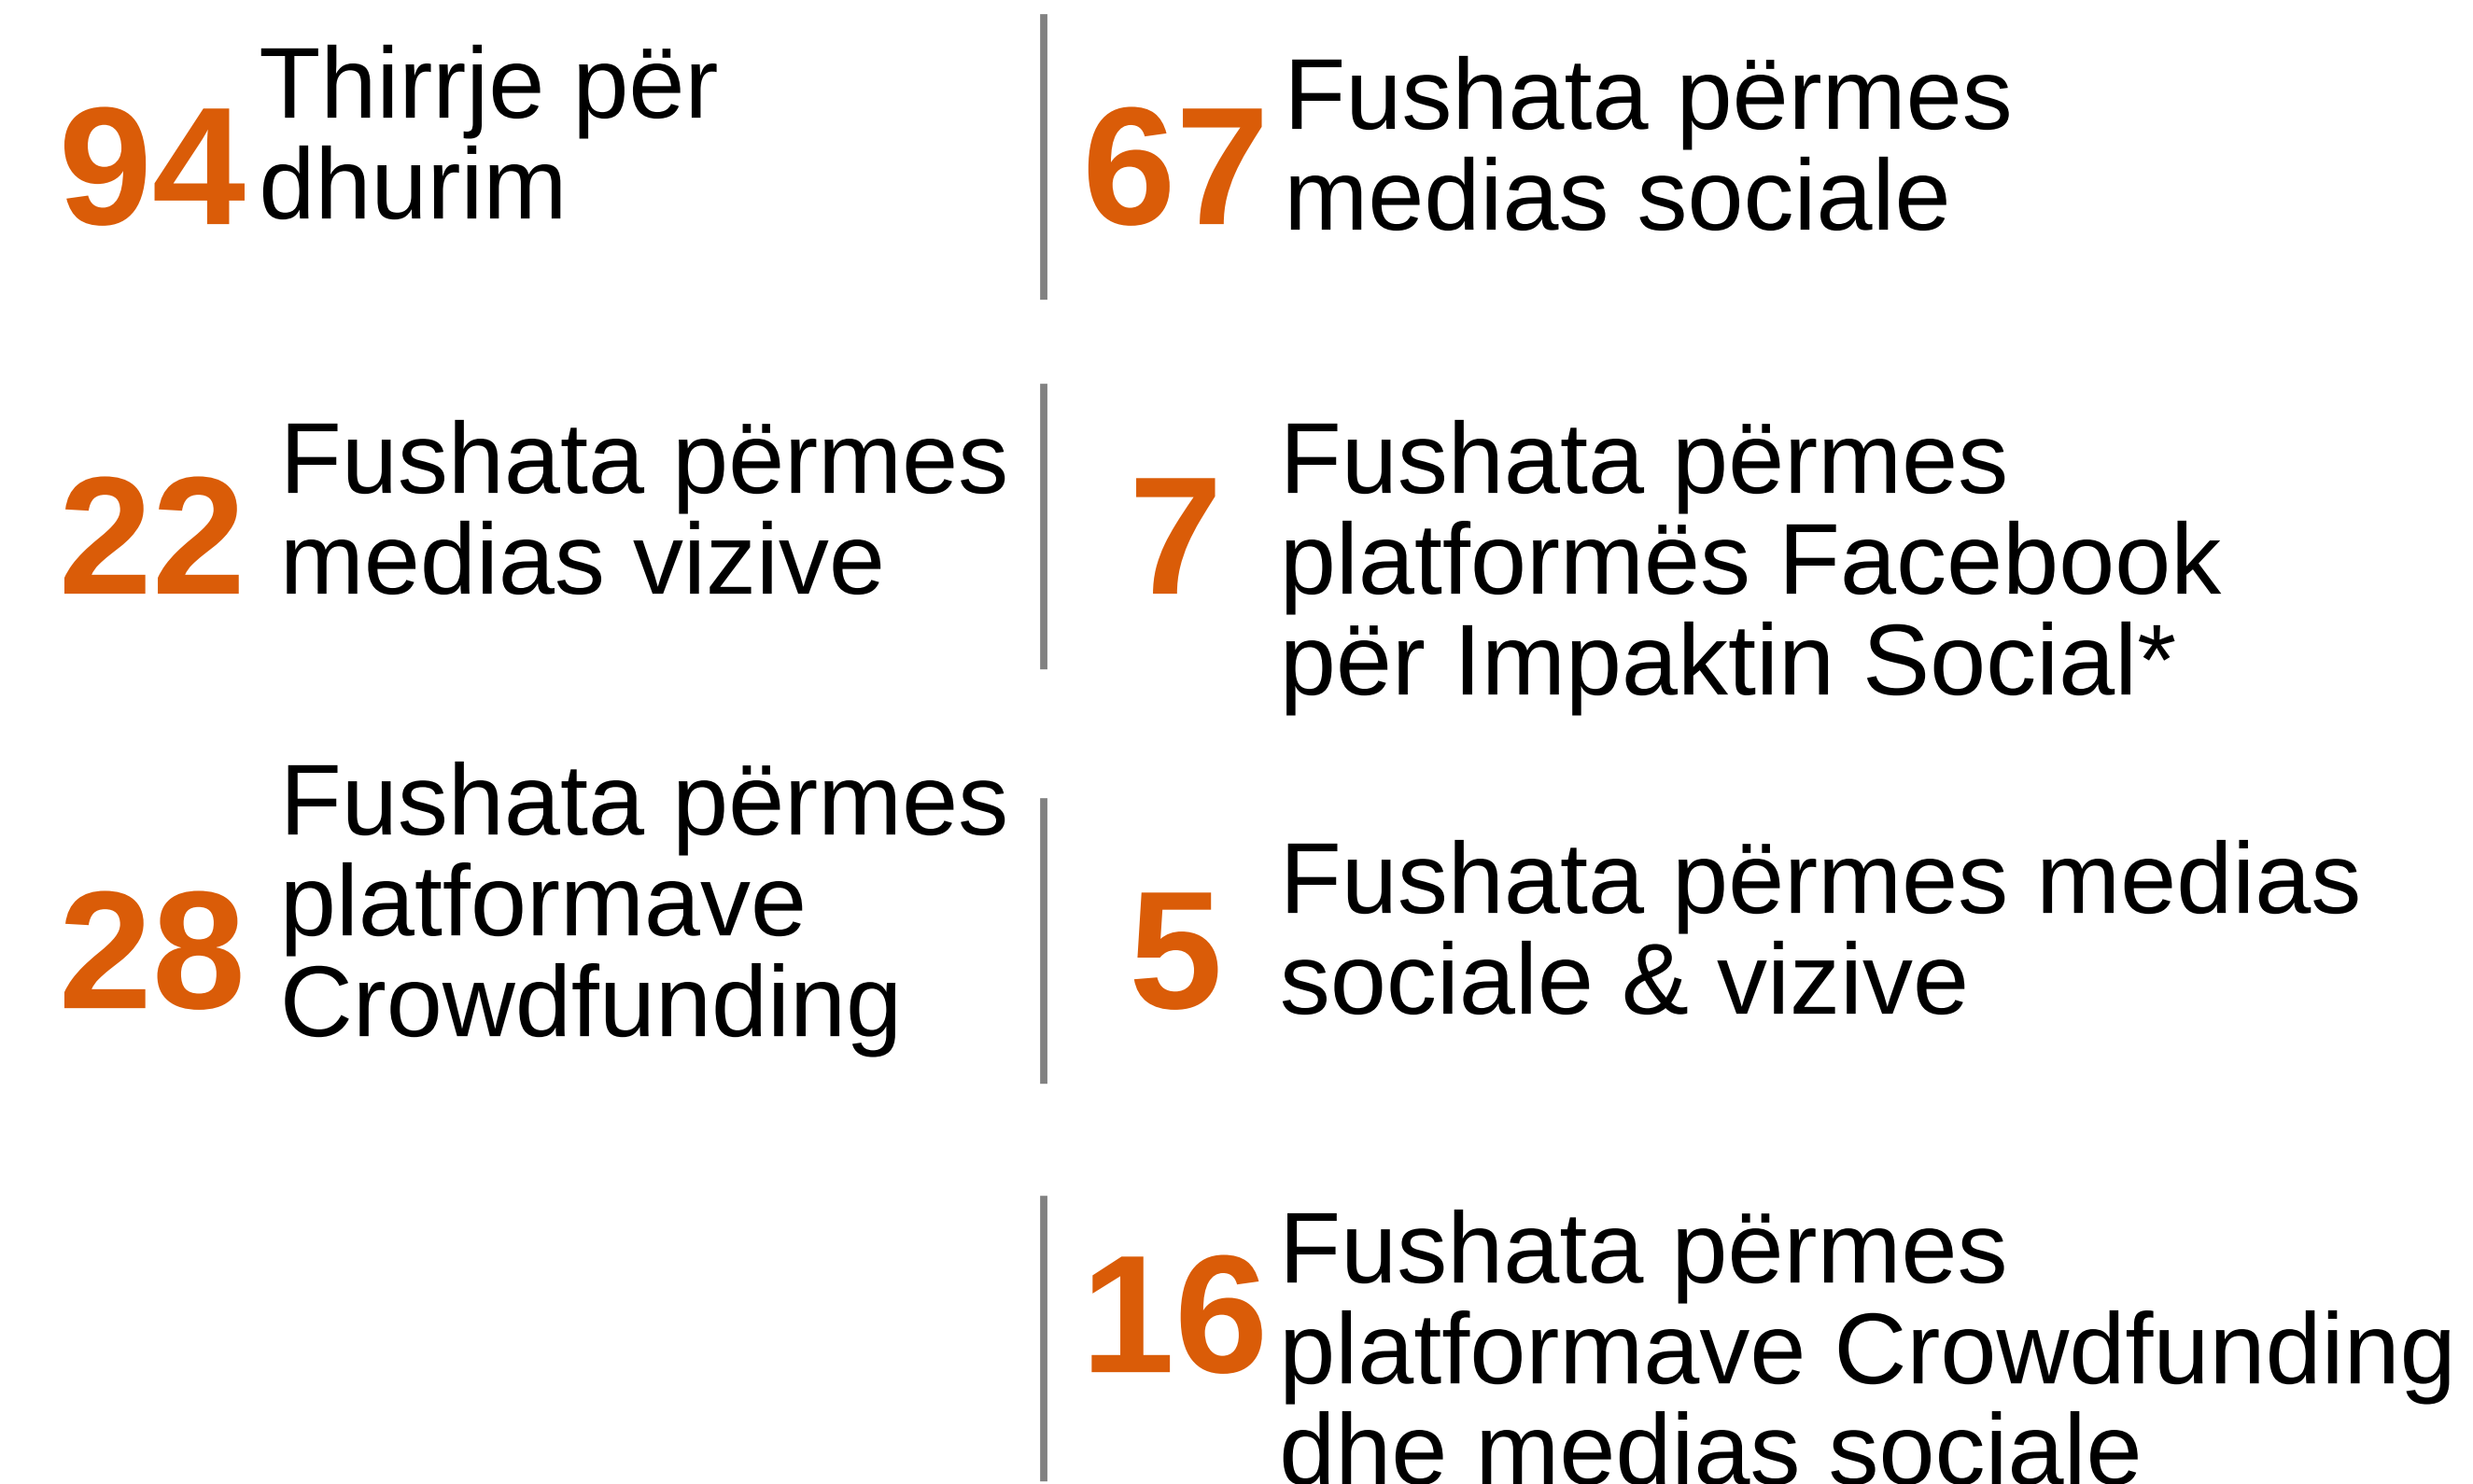 94
Thirrje për
dhurim
67
Fushata përmes
medias sociale
22
Fushata përmes
medias vizive
7
Fushata përmes
platformës Facebook
për Impaktin Social*
28
Fushata përmes
platformave
Crowdfunding
5
Fushata përmes medias
sociale & vizive
16
Fushata përmes
platformave Crowdfunding
dhe medias sociale